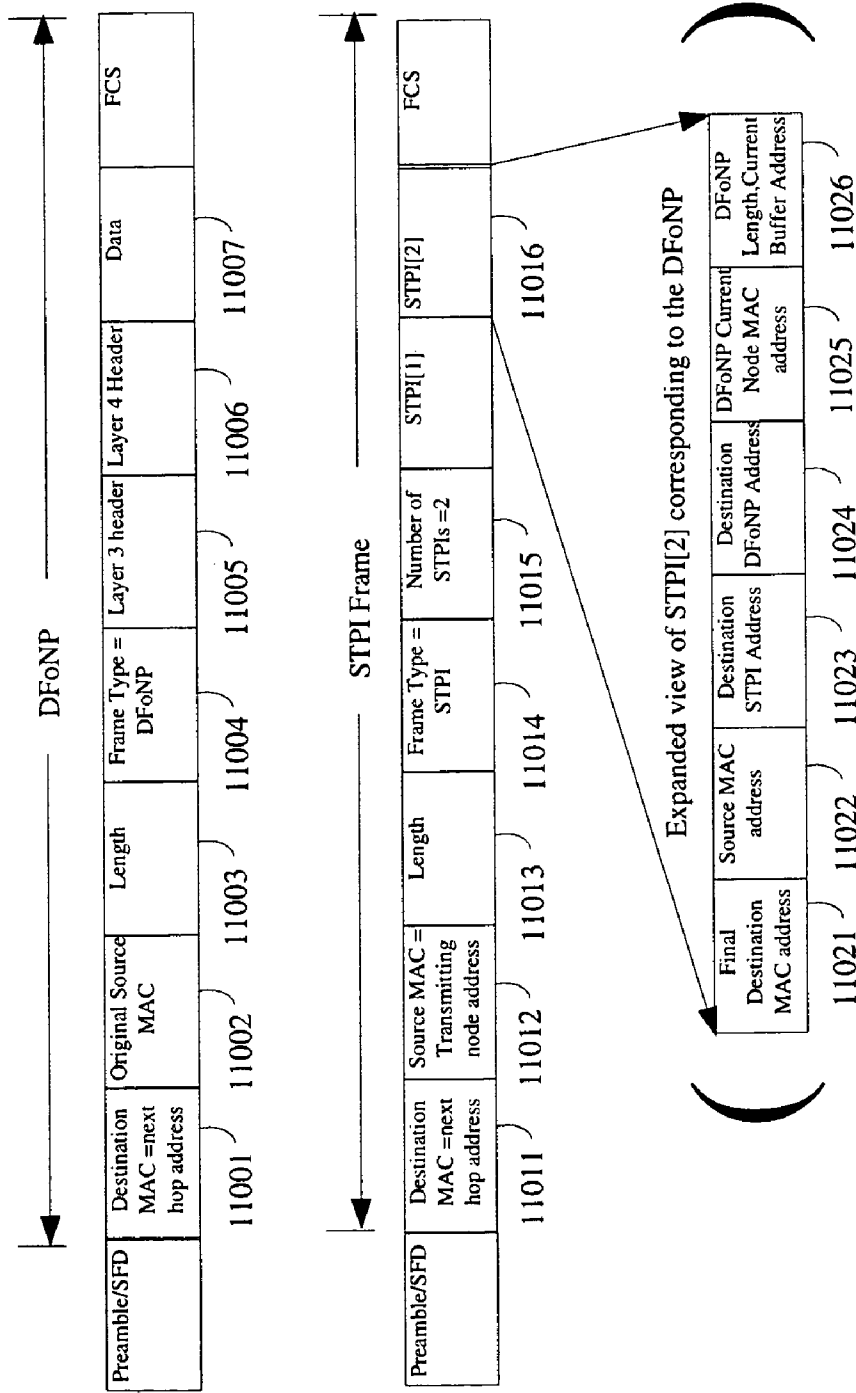 DFoNP
Preamble/SFD
Destination
MAC =next
hop address
Original Source
MAC
Length
Frame Type =
DFoNP
Layer 3 header
Layer 4 Header
Data
FCS
11001
11002
11003
11004
11005
11006
11007
STPI Frame
Preamble/SFD
Destination
MAC =next
hop address
Source MAC =
Transmitting
node address
Length
Frame Type =
STPI
Number of
STPIs =2
STPI[1]
STPI[2]
FCS
11011
11012
11013
11014
11015
11016
Expanded view of STPI[2] corresponding to the DFoNP
Final
Destination
MAC address
Source MAC
address
Destination
STPI Address
Destination
DFoNP Address
DFoNP Current
Node MAC
address
DFoNP
Length,Current
Buffer Address
11021
11022
11023
11024
11025
11026